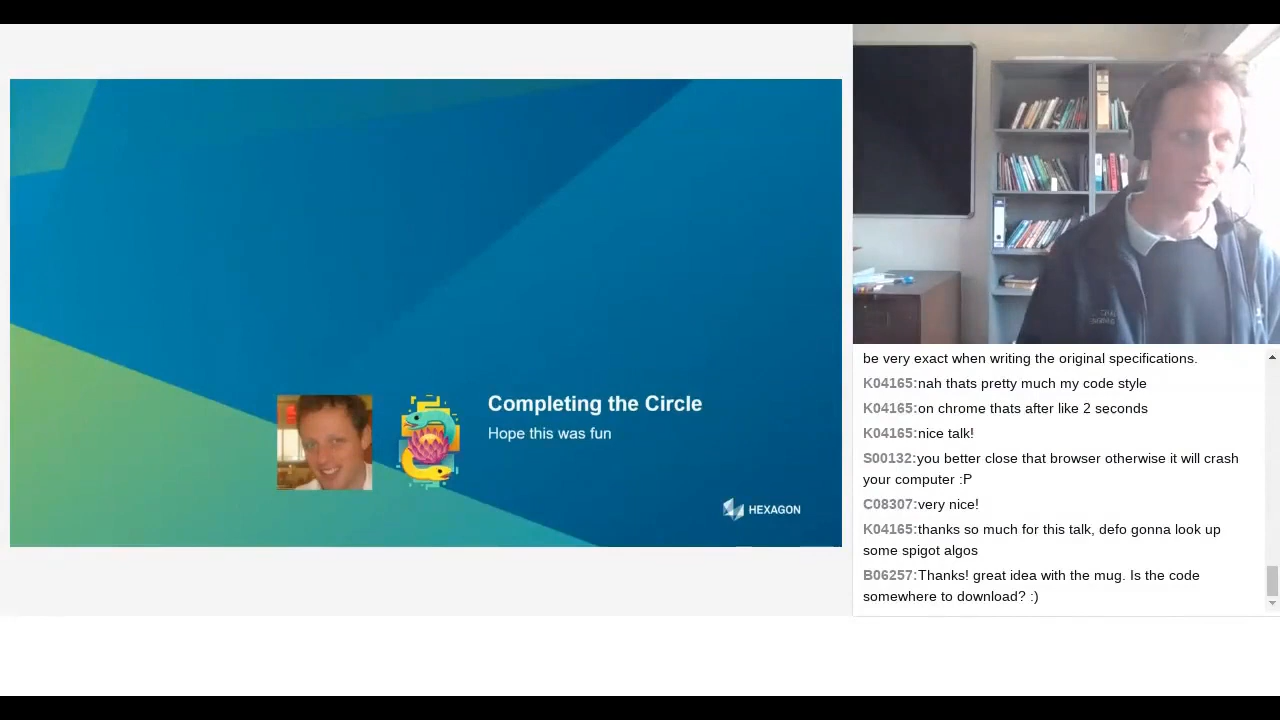 Completing the Circle
Hope this was fun
HEXAGON
be very exact when writing the original specifications.
K04165:nah thats pretty much my code style
K04165:on chrome thats after like 2 seconds
K04165:nice talk!
S00132:you better close that browser otherwise it will crash
your computer :P
C08307:very nice!
K04165:thanks so much for this talk, defo gonna look up
some spigot algos
B06257:Thanks! great idea with the mug. Is the code
somewhere to download? :)